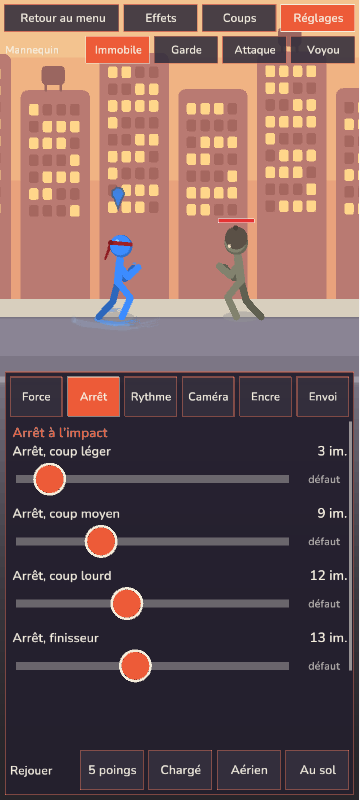 Retour au menu Effets Coups Réglages
Mannequin Immobile Garde Attaque Voyou
Force Arrêt Rythme Caméra Encre Envoi
Arrêt à l'impact
Arrêt, coup léger 3 im.
défaut
Arrêt, coup moyen 9 im.
défaut
Arrêt, coup lourd 12 im.
défaut
Arrêt, finisseur 13 im.
défaut
Rejouer 5 poings Chargé Aérien Au sol